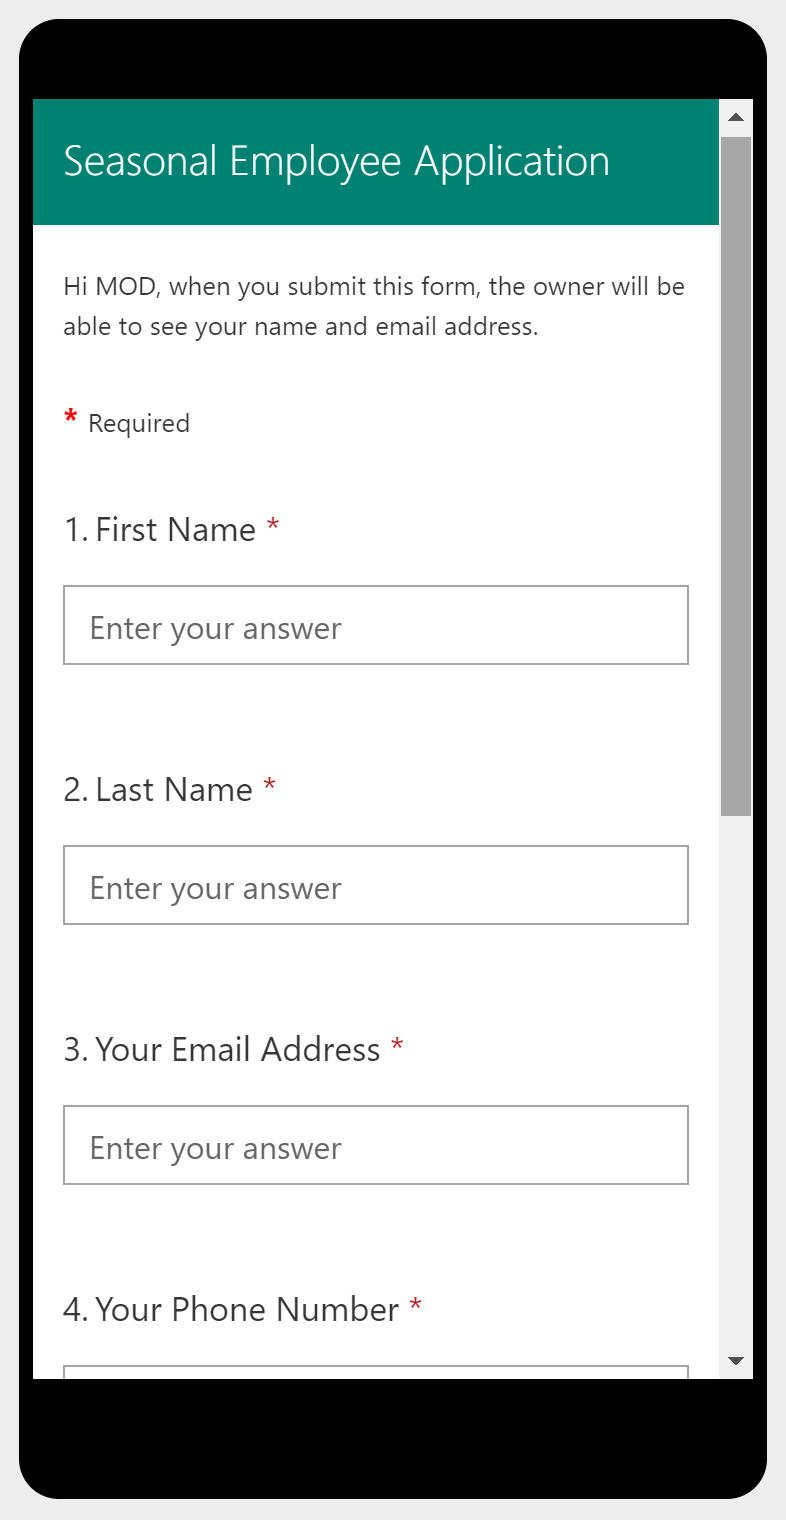 Seasonal Employee Application
Hi MOD, when you submit this form, the owner will be
able to see your name and email address.
* Required
1. First Name *
Enter your answer
2. Last Name *
Enter your answer
3. Your Email Address *
Enter your answer
4. Your Phone Number *